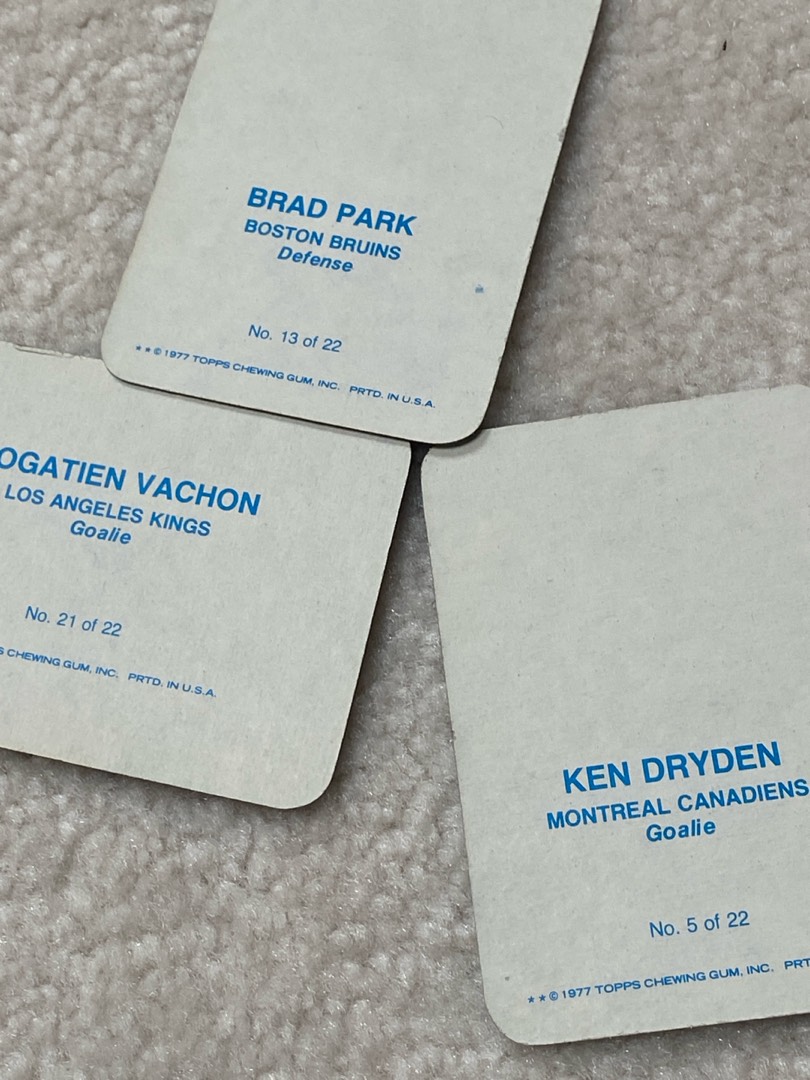 BRAD PARK
BOSTON BRUINS
Defense
No. 13 of 22
★★© 1977 TOPPS CHEWING GUM, INC. PRTD. IN U.S.A.
OGATIEN VACHON
LOS ANGELES KINGS
Goalie
No. 21 of 22
S CHEWING GUM, INC. PRTD. IN U.S.A.
KEN DRYDEN
MONTREAL CANADIENS
Goalie
No. 5 of 22
★★© 1977 TOPPS CHEWING GUM, INC. PRT